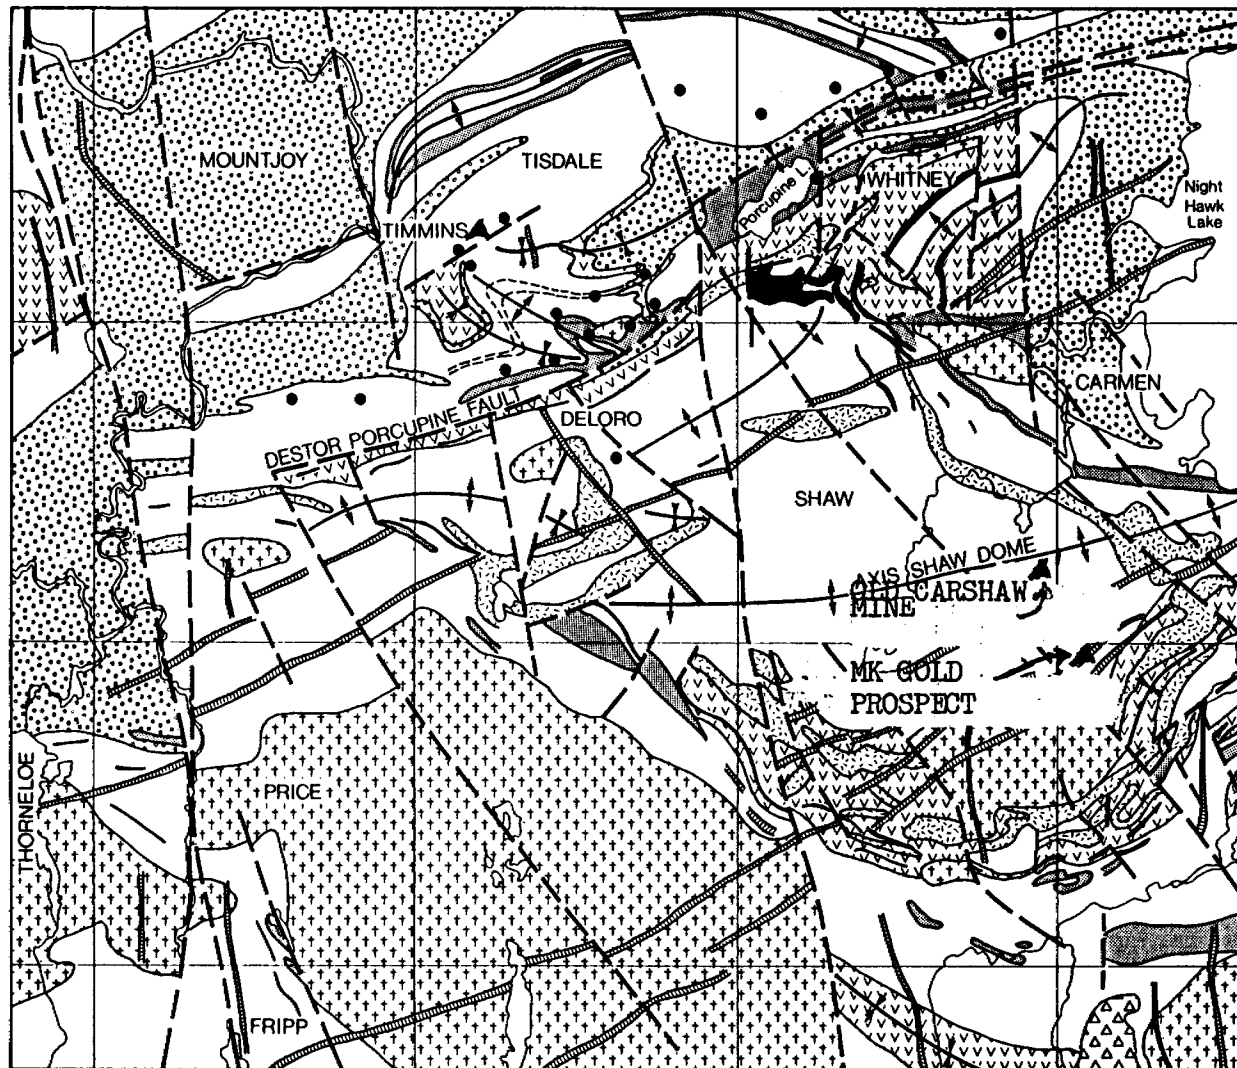 MOUNTJOY
TISDALE
WHITNEY
Porcupine L.
Night
Hawk
Lake
TIMMINS
CARMEN
DESTOR PORCUPINE FAULT
DELORO
SHAW
AXIS SHAW DOME
OLD CARSHAW
MINE
MK GOLD
PROSPECT
THORNELOE
PRICE
FRIPP